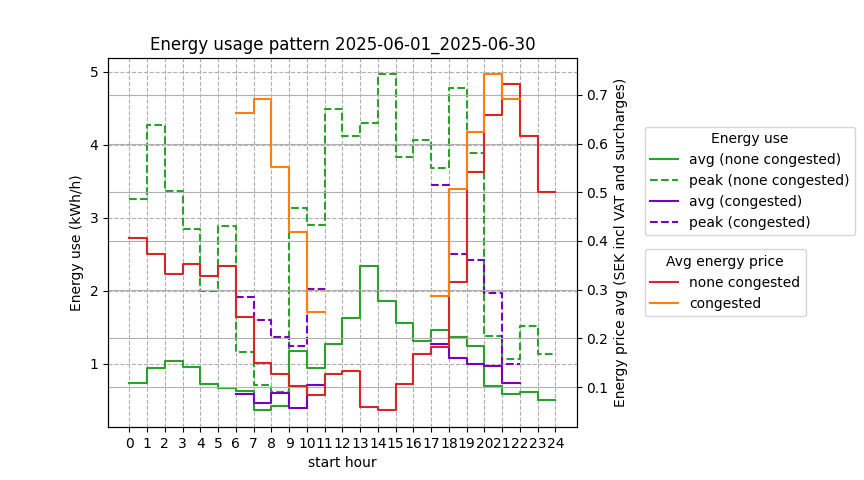 Energy usage pattern 2025-06-01_2025-06-30
5
4
3
2
1
Energy use (kWh/h)
0 1 2 3 4 5 6 7 8 9 10 11 12 13 14 15 16 17 18 19 20 21 22 23 24
start hour
0.7
0.6
0.5
0.4
0.3
0.2
0.1
Energy price avg (SEK incl VAT and surcharges)
Energy use
avg (none congested)
peak (none congested)
avg (congested)
peak (congested)
Avg energy price
none congested
congested